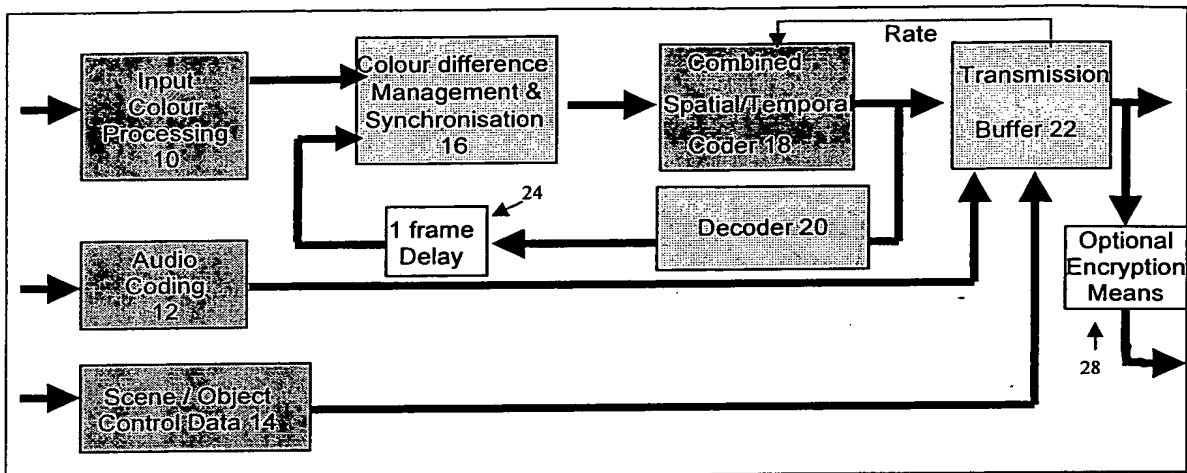 Input
Colour
Processing
10
Colour difference
Management &
Synchronisation
16
Rate
Combined
Spatial/Temporal
Coder 18
Transmission
Buffer 22
24
1 frame
Delay
Decoder 20
Optional
Encryption
Means
28
Audio
Coding
12
Scene / Object
Control Data 14